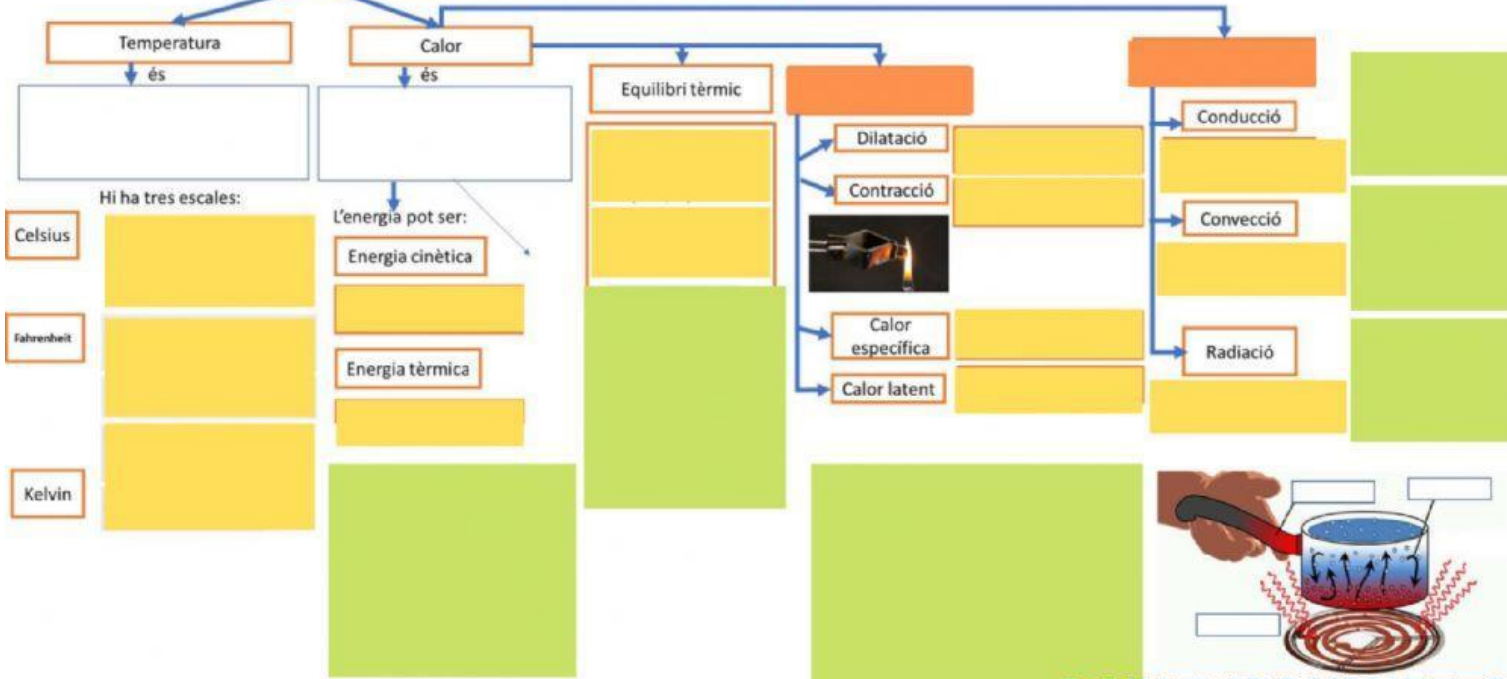 Temperatura
és
Calor
és
Equilibri tèrmic
Dilatació
Contracció
Conducció
Convecció
Hi ha tres escales:
Celsius
Fahrenheit
Kelvin
L'energia pot ser:
Energia cinètica
Energia tèrmica
Calor
específica
Calor latent
Radiació